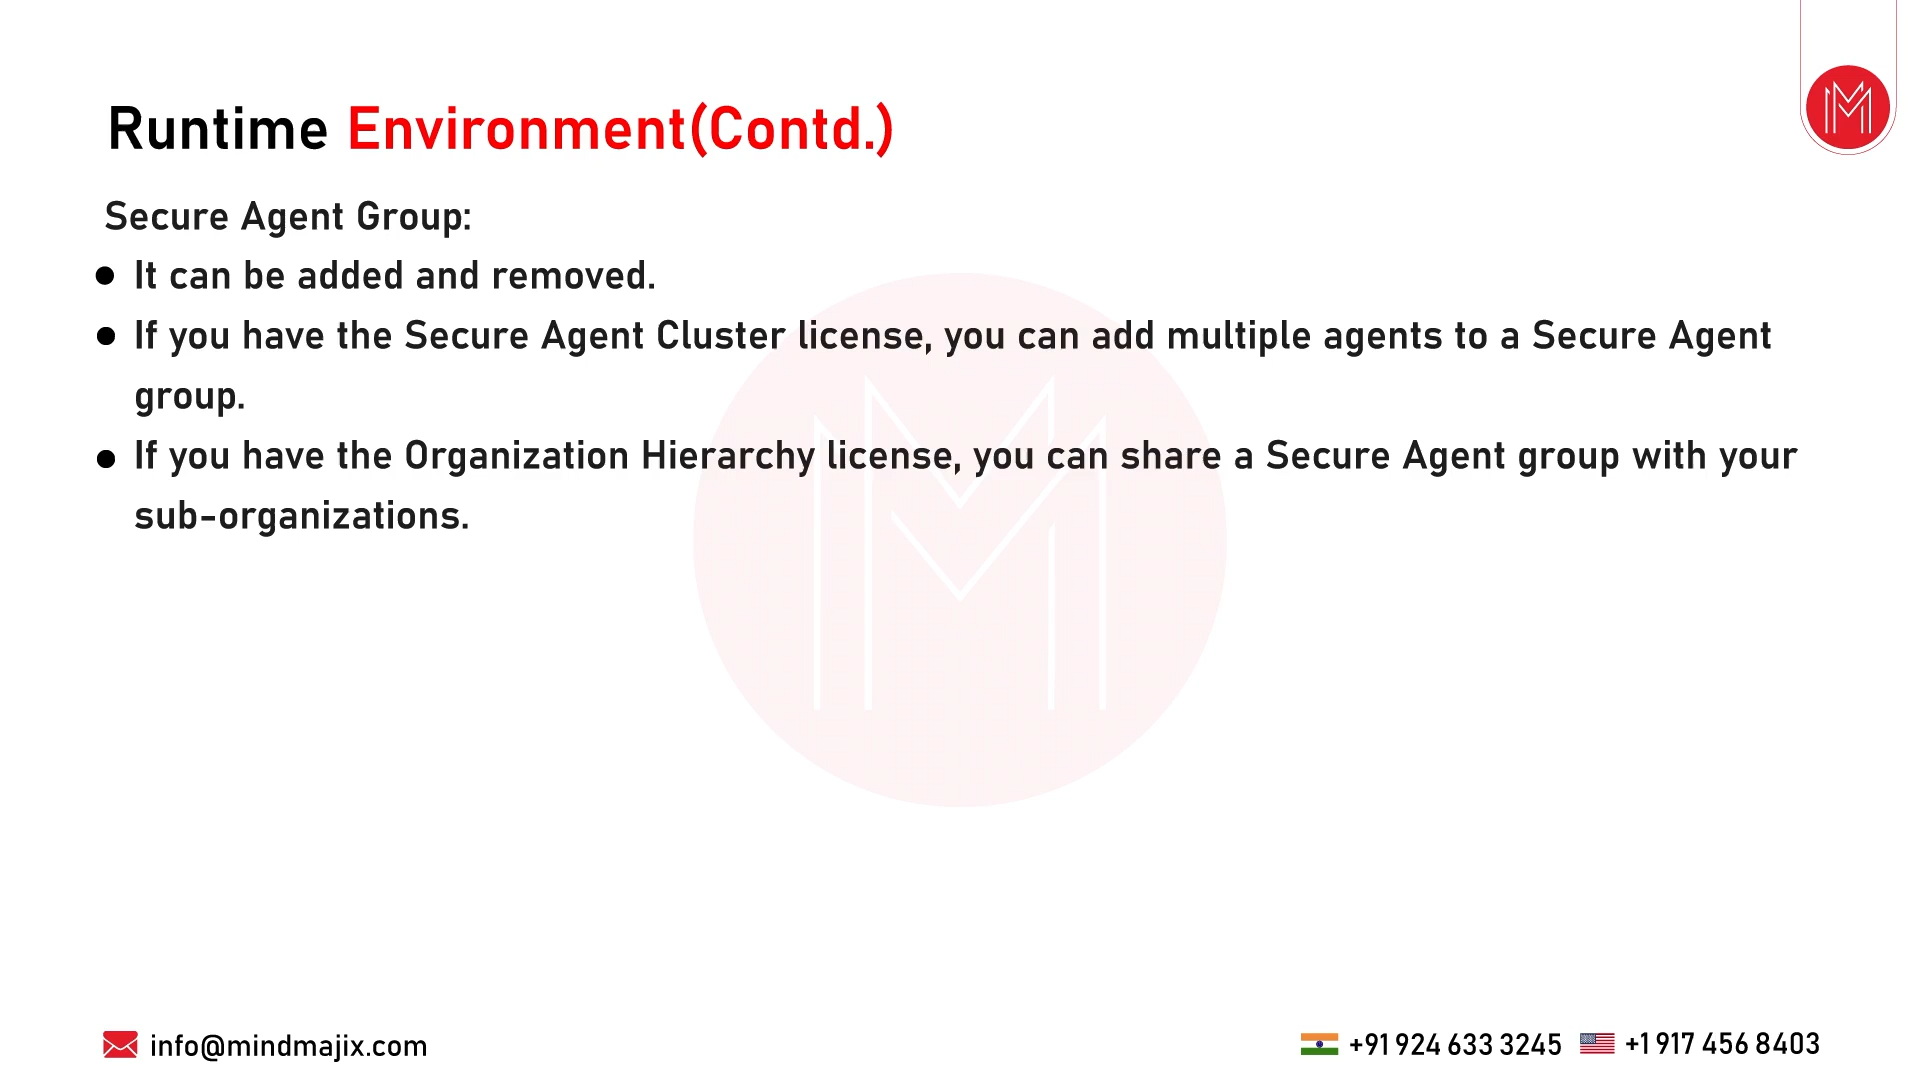 Runtime Environment(Contd.)
Secure Agent Group:
● It can be added and removed.
● If you have the Secure Agent Cluster license, you can add multiple agents to a Secure Agent
group.
● If you have the Organization Hierarchy license, you can share a Secure Agent group with your
sub-organizations.
info@mindmajix.com
+91 924 633 3245
+1 917 456 8403